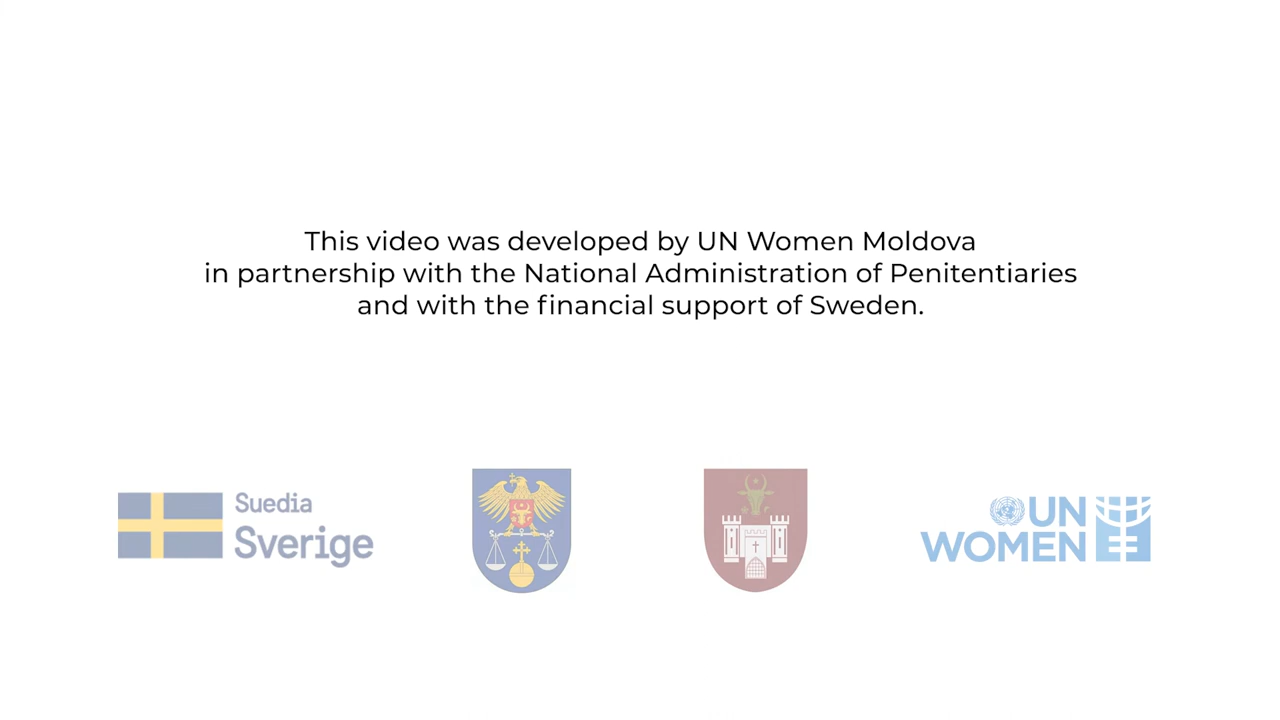 This video was developed by UN Women Moldova
in partnership with the National Administration of Penitentiaries
and with the financial support of Sweden.
Suedia
Sverige
UN
WOMEN